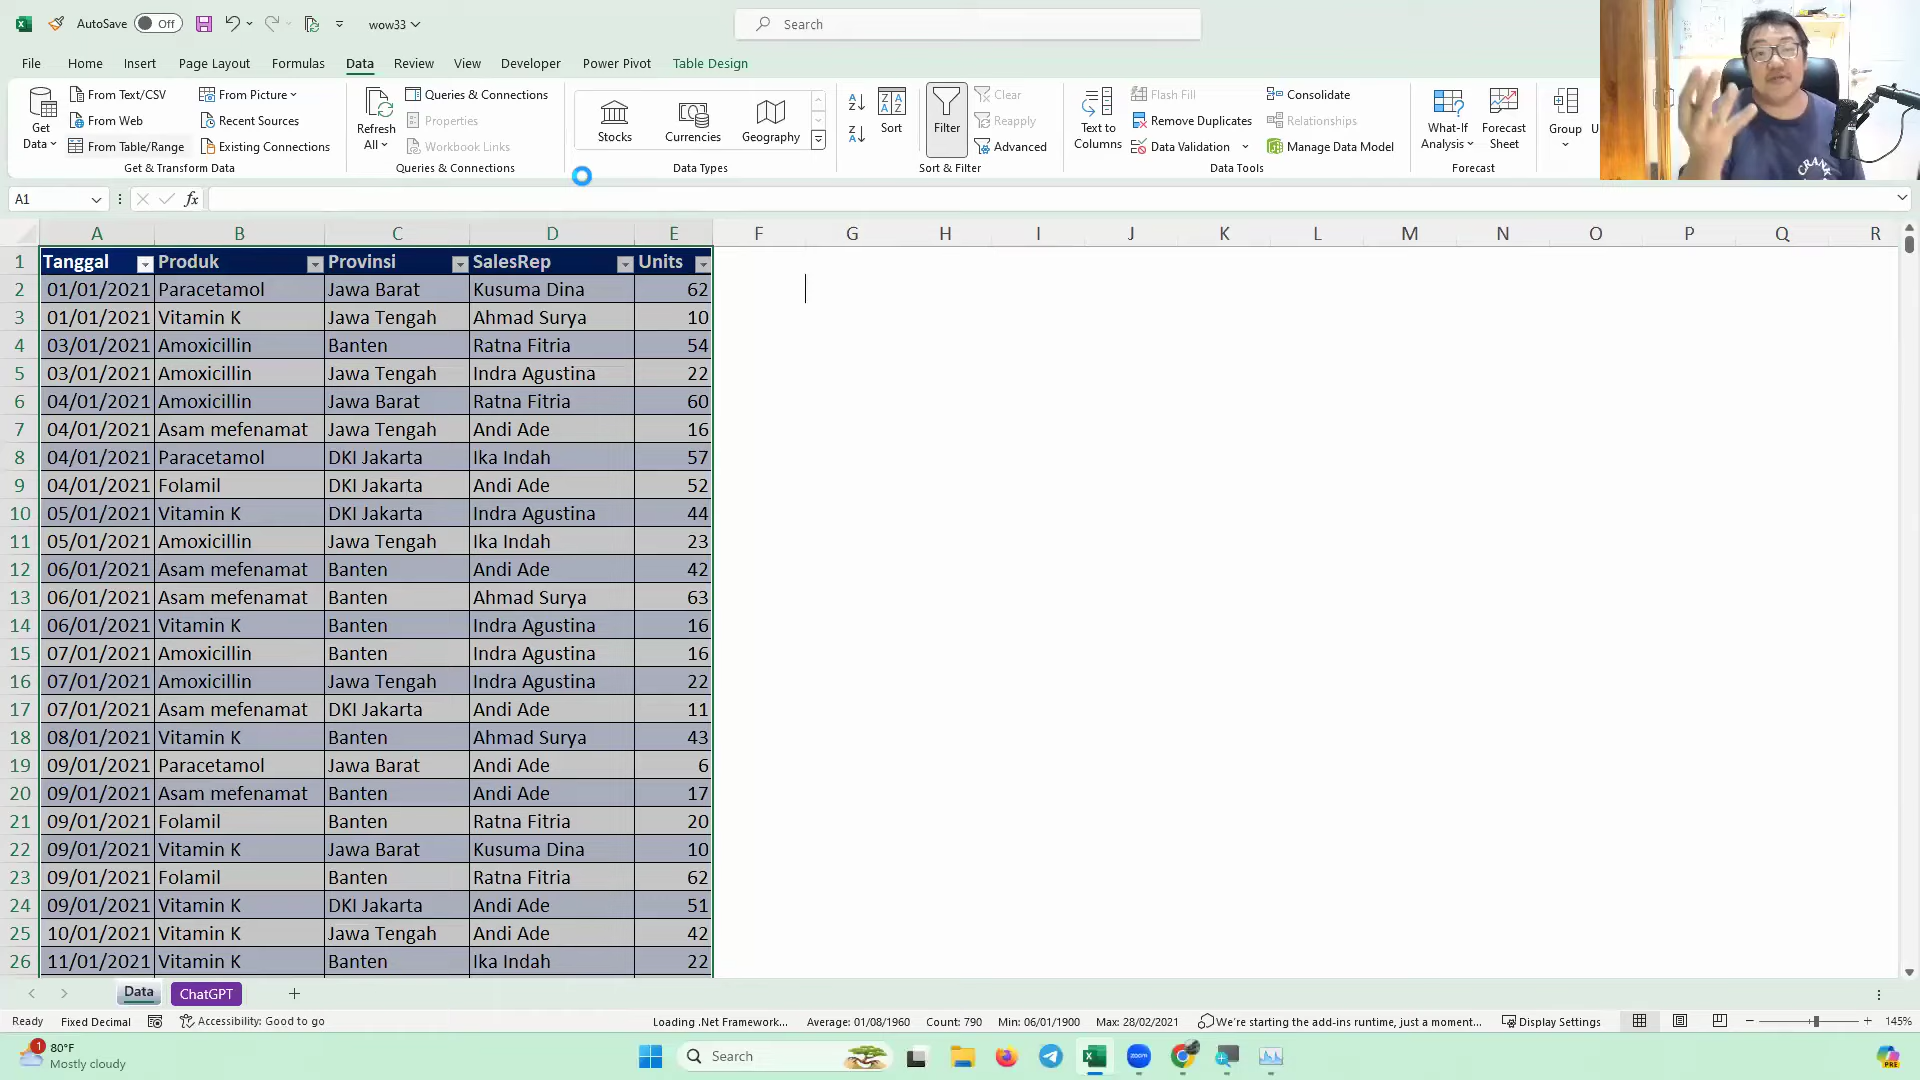 AutoSave Off wow33 Search
File Home Insert Page Layout Formulas Data Review View Developer Power Pivot Table Design
Get Data
From Text/CSV
From Web
From Table/Range
From Picture
Recent Sources
Existing Connections
Get & Transform Data
Refresh All
Queries & Connections
Properties
Workbook Links
Queries & Connections
Stocks
Currencies
Geography
Data Types
Sort
Filter
Clear
Reapply
Advanced
Sort & Filter
Text to Columns
Flash Fill
Remove Duplicates
Data Validation
Consolidate
Relationships
Manage Data Model
Data Tools
What-If Analysis
Forecast Sheet
Forecast
Group
U
CRANK
A1 fx
A B C D E F G H I J K L M N O P Q R
1 Tanggal Produk Provinsi SalesRep Units
2 01/01/2021 Paracetamol Jawa Barat Kusuma Dina 62
3 01/01/2021 Vitamin K Jawa Tengah Ahmad Surya 10
4 03/01/2021 Amoxicillin Banten Ratna Fitria 54
5 03/01/2021 Amoxicillin Jawa Tengah Indra Agustina 22
6 04/01/2021 Amoxicillin Jawa Barat Ratna Fitria 60
7 04/01/2021 Asam mefenamat Jawa Tengah Andi Ade 16
8 04/01/2021 Paracetamol DKI Jakarta Ika Indah 57
9 04/01/2021 Folamil DKI Jakarta Andi Ade 52
10 05/01/2021 Vitamin K DKI Jakarta Indra Agustina 44
11 05/01/2021 Amoxicillin Jawa Tengah Ika Indah 23
12 06/01/2021 Asam mefenamat Banten Andi Ade 42
13 06/01/2021 Asam mefenamat Banten Ahmad Surya 63
14 06/01/2021 Vitamin K Banten Indra Agustina 16
15 07/01/2021 Amoxicillin Banten Indra Agustina 16
16 07/01/2021 Amoxicillin Jawa Tengah Indra Agustina 22
17 07/01/2021 Asam mefenamat DKI Jakarta Andi Ade 11
18 08/01/2021 Vitamin K Banten Ahmad Surya 43
19 09/01/2021 Paracetamol Jawa Barat Andi Ade 6
20 09/01/2021 Asam mefenamat Banten Andi Ade 17
21 09/01/2021 Folamil Banten Ratna Fitria 20
22 09/01/2021 Vitamin K Jawa Barat Kusuma Dina 10
23 09/01/2021 Folamil Banten Ratna Fitria 62
24 09/01/2021 Vitamin K DKI Jakarta Andi Ade 51
25 10/01/2021 Vitamin K Jawa Tengah Andi Ade 42
26 11/01/2021 Vitamin K Banten Ika Indah 22
Data ChatGPT
Ready Fixed Decimal Accessibility: Good to go Loading .Net Framework... Average: 01/08/1960 Count: 790 Min: 06/01/1900 Max: 28/02/2021 We're starting the add-ins runtime, just a moment... Display Settings 145%
1 80°F
Mostly cloudy
Search
zoom
PRE